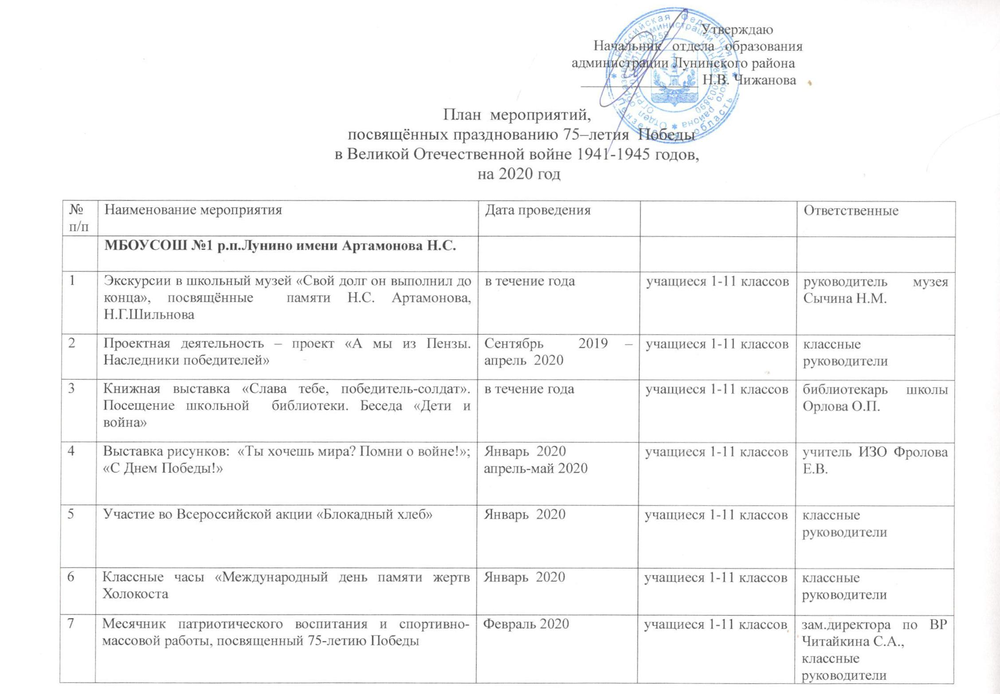 Утверждаю
Начальник отдела образования
администрации Лунинского района
Н.В. Чижанова
Российская Федерация
Пензенская область
Отдел образования Администрации Лунинского района
План мероприятий,
посвящённых празднованию 75–летия Победы
в Великой Отечественной войне 1941-1945 годов,
на 2020 год
№ п/п
Наименование мероприятия
Дата проведения
Ответственные
МБОУСОШ №1 р.п.Лунино имени Артамонова Н.С.
1
Экскурсии в школьный музей «Свой долг он выполнил до
конца», посвящённые памяти Н.С. Артамонова,
Н.Г.Шильнова
в течение года
учащиеся 1-11 классов
руководитель музея
Сычина Н.М.
2
Проектная деятельность – проект «А мы из Пензы.
Наследники победителей»
Сентябрь 2019 –
апрель 2020
учащиеся 1-11 классов
классные
руководители
3
Книжная выставка «Слава тебе, победитель-солдат».
Посещение школьной библиотеки. Беседа «Дети и
война»
в течение года
учащиеся 1-11 классов
библиотекарь школы
Орлова О.П.
4
Выставка рисунков: «Ты хочешь мира? Помни о войне!»;
«С Днем Победы!»
Январь 2020
апрель-май 2020
учащиеся 1-11 классов
учитель ИЗО Фролова
Е.В.
5
Участие во Всероссийской акции «Блокадный хлеб»
Январь 2020
учащиеся 1-11 классов
классные
руководители
6
Классные часы «Международный день памяти жертв
Холокоста
Январь 2020
учащиеся 1-11 классов
классные
руководители
7
Месячник патриотического воспитания и спортивно-
массовой работы, посвященный 75-летию Победы
Февраль 2020
учащиеся 1-11 классов
зам.директора по ВР
Читайкина С.А.,
классные
руководители